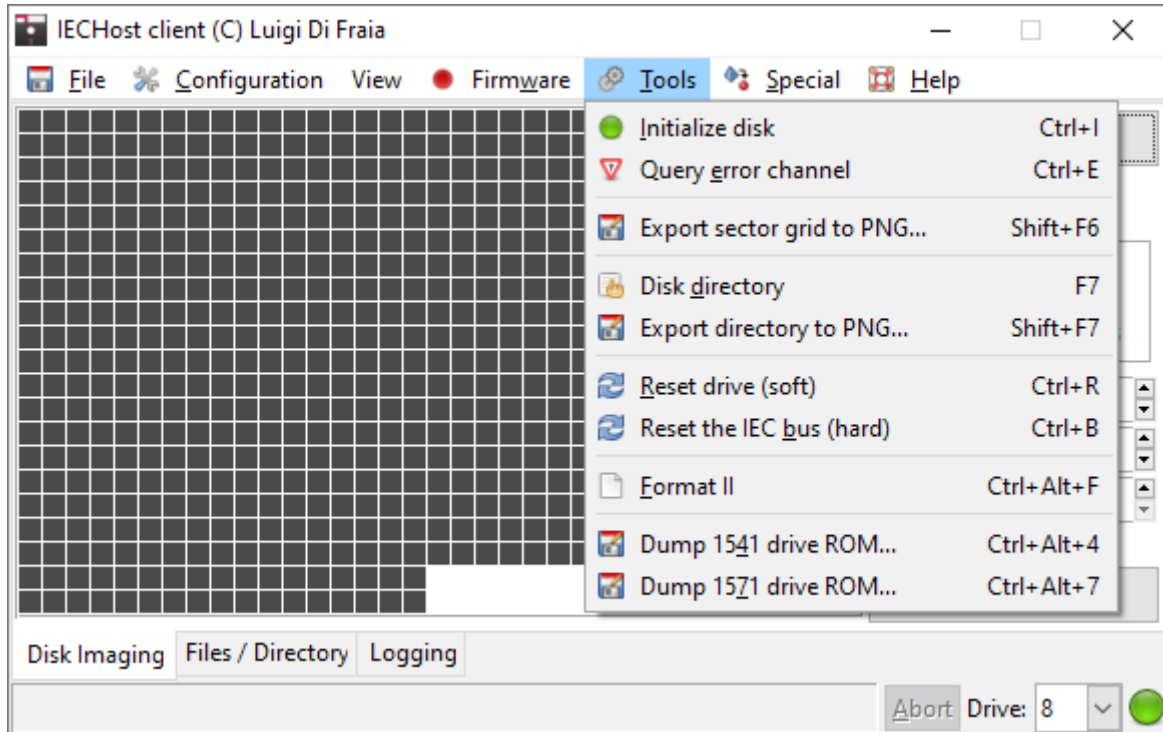 IECHost client (C) Luigi Di Fraia
File Configuration View Firmware Tools Special Help
Initialize disk Ctrl+I
Query error channel Ctrl+E
Export sector grid to PNG... Shift+F6
Disk directory F7
Export directory to PNG... Shift+F7
Reset drive (soft) Ctrl+R
Reset the IEC bus (hard) Ctrl+B
Format II Ctrl+Alt+F
Dump 1541 drive ROM... Ctrl+Alt+4
Dump 1571 drive ROM... Ctrl+Alt+7
Disk Imaging Files / Directory Logging
Abort Drive: 8